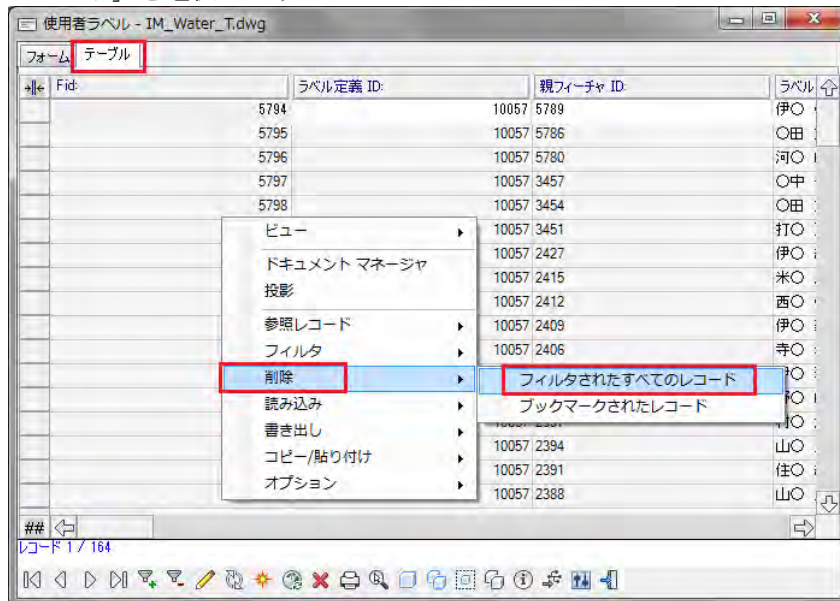 使用者ラベル - IM_Water_T.dwg
フォーム テーブル
Fid: ラベル定義 ID: 親フィーチャ ID: ラベル
5794 10057 5789 伊〇
5795 10057 5786 〇田
5796 10057 5780 河〇
5797 10057 3457 〇中
5798 10057 3454 〇田
10057 3451 打〇
10057 2427 伊〇
10057 2415 米〇
10057 2412 西〇
10057 2409 伊〇
10057 2406 寺〇
10057 2394 山〇
10057 2391 住〇
10057 2388 山〇
ビュー
ドキュメント マネージャ
投影
参照レコード
フィルタ
削除
読み込み
書き出し
コピー/貼り付け
オプション
フィルタされたすべてのレコード
ブックマークされたレコード
##
レコード 1 / 164